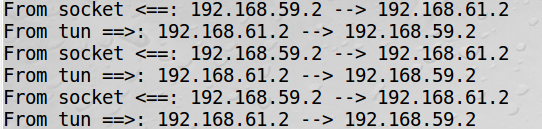 From socket <==: 192.168.59.2 --> 192.168.61.2
From tun ==>: 192.168.61.2 --> 192.168.59.2
From socket <==: 192.168.59.2 --> 192.168.61.2
From tun ==>: 192.168.61.2 --> 192.168.59.2
From socket <==: 192.168.59.2 --> 192.168.61.2
From tun ==>: 192.168.61.2 --> 192.168.59.2